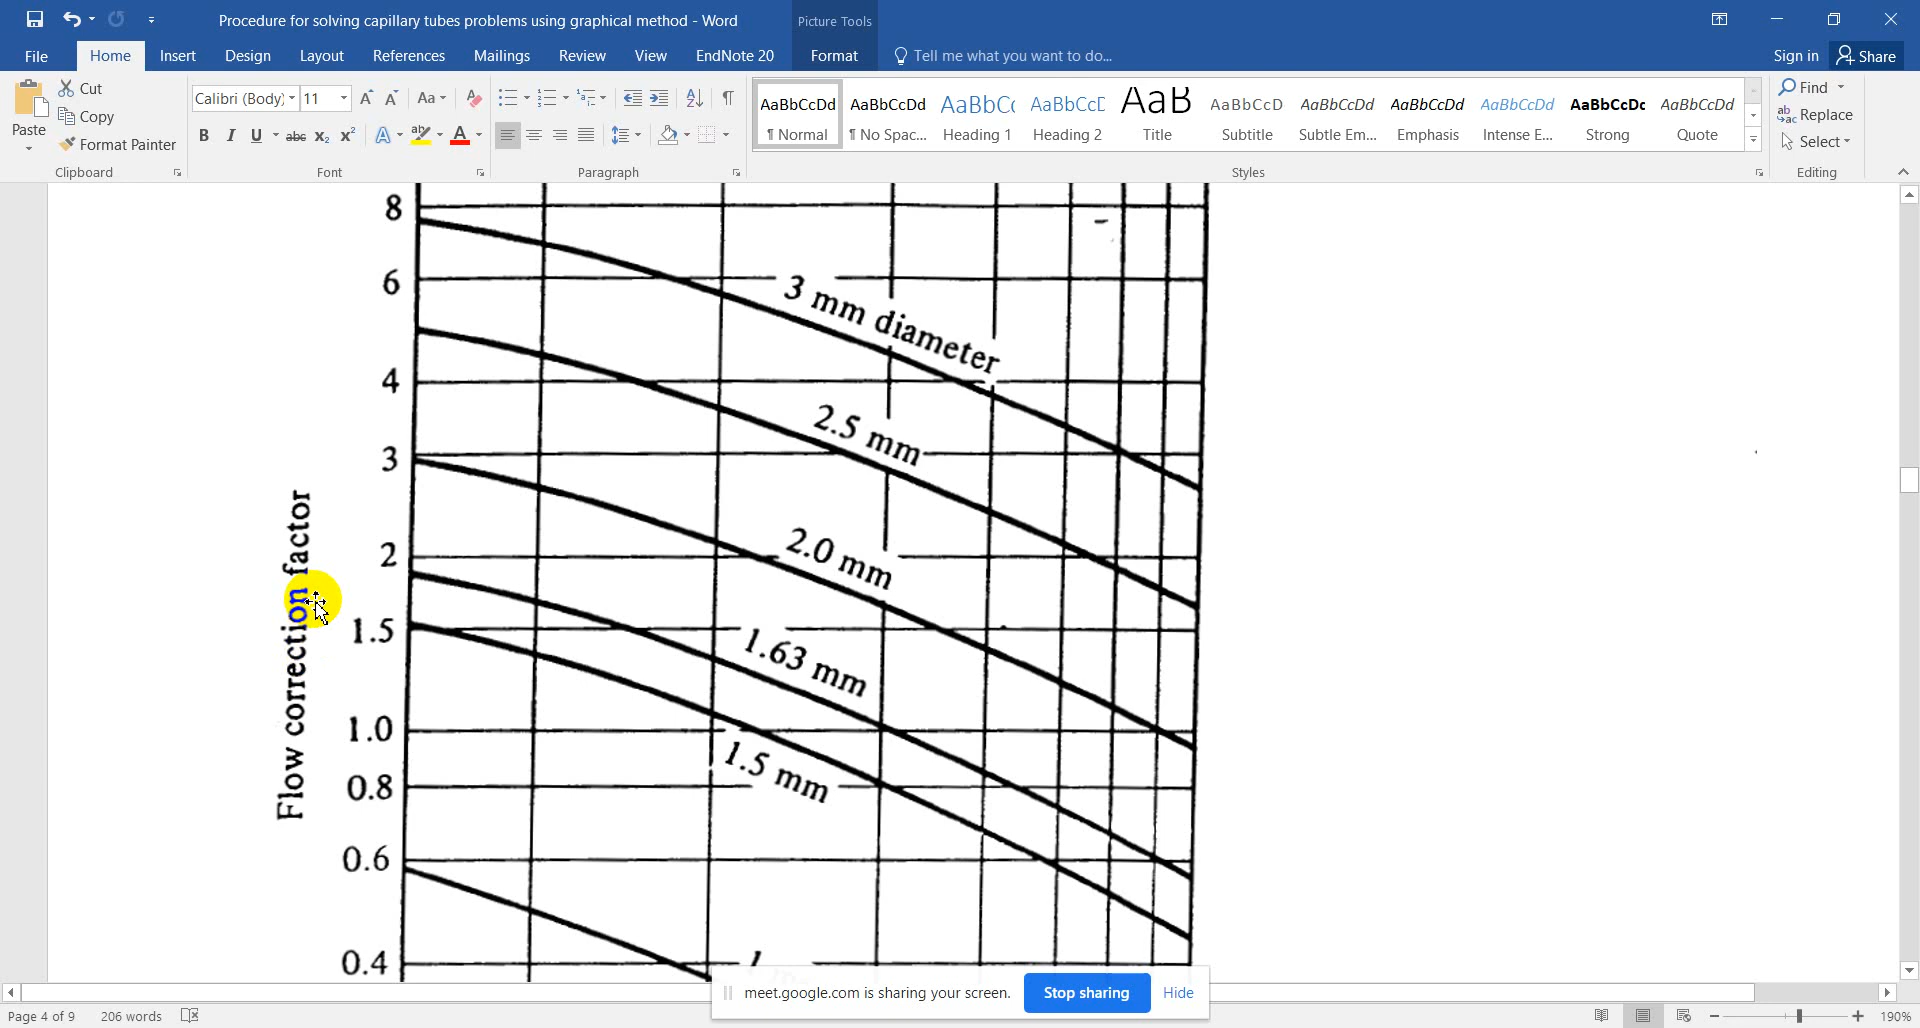 Procedure for solving capillary tubes problems using graphical method - Word
Picture Tools
File Home Insert Design Layout References Mailings Review View EndNote 20 Format Tell me what you want to do... Sign in Share
Paste
Cut
Copy
Format Painter
Clipboard
Calibri (Body) 11
Font
Paragraph
AaBbCcDd ¶ Normal
AaBbCcDd ¶ No Spac...
AaBbC Heading 1
AaBbCcE Heading 2
AaB Title
AaBbCcD Subtitle
AaBbCcDd Subtle Em...
AaBbCcDd Emphasis
AaBbCcDd Intense E...
AaBbCcDc Strong
AaBbCcDd Quote
Styles
Find
Replace
Select
Editing
8
6
4
3
2
1.5
1.0
0.8
0.6
0.4
Flow correction factor
3 mm diameter
2.5 mm
2.0 mm
1.63 mm
1.5 mm
meet.google.com is sharing your screen. Stop sharing Hide
Page 4 of 9 206 words 190%